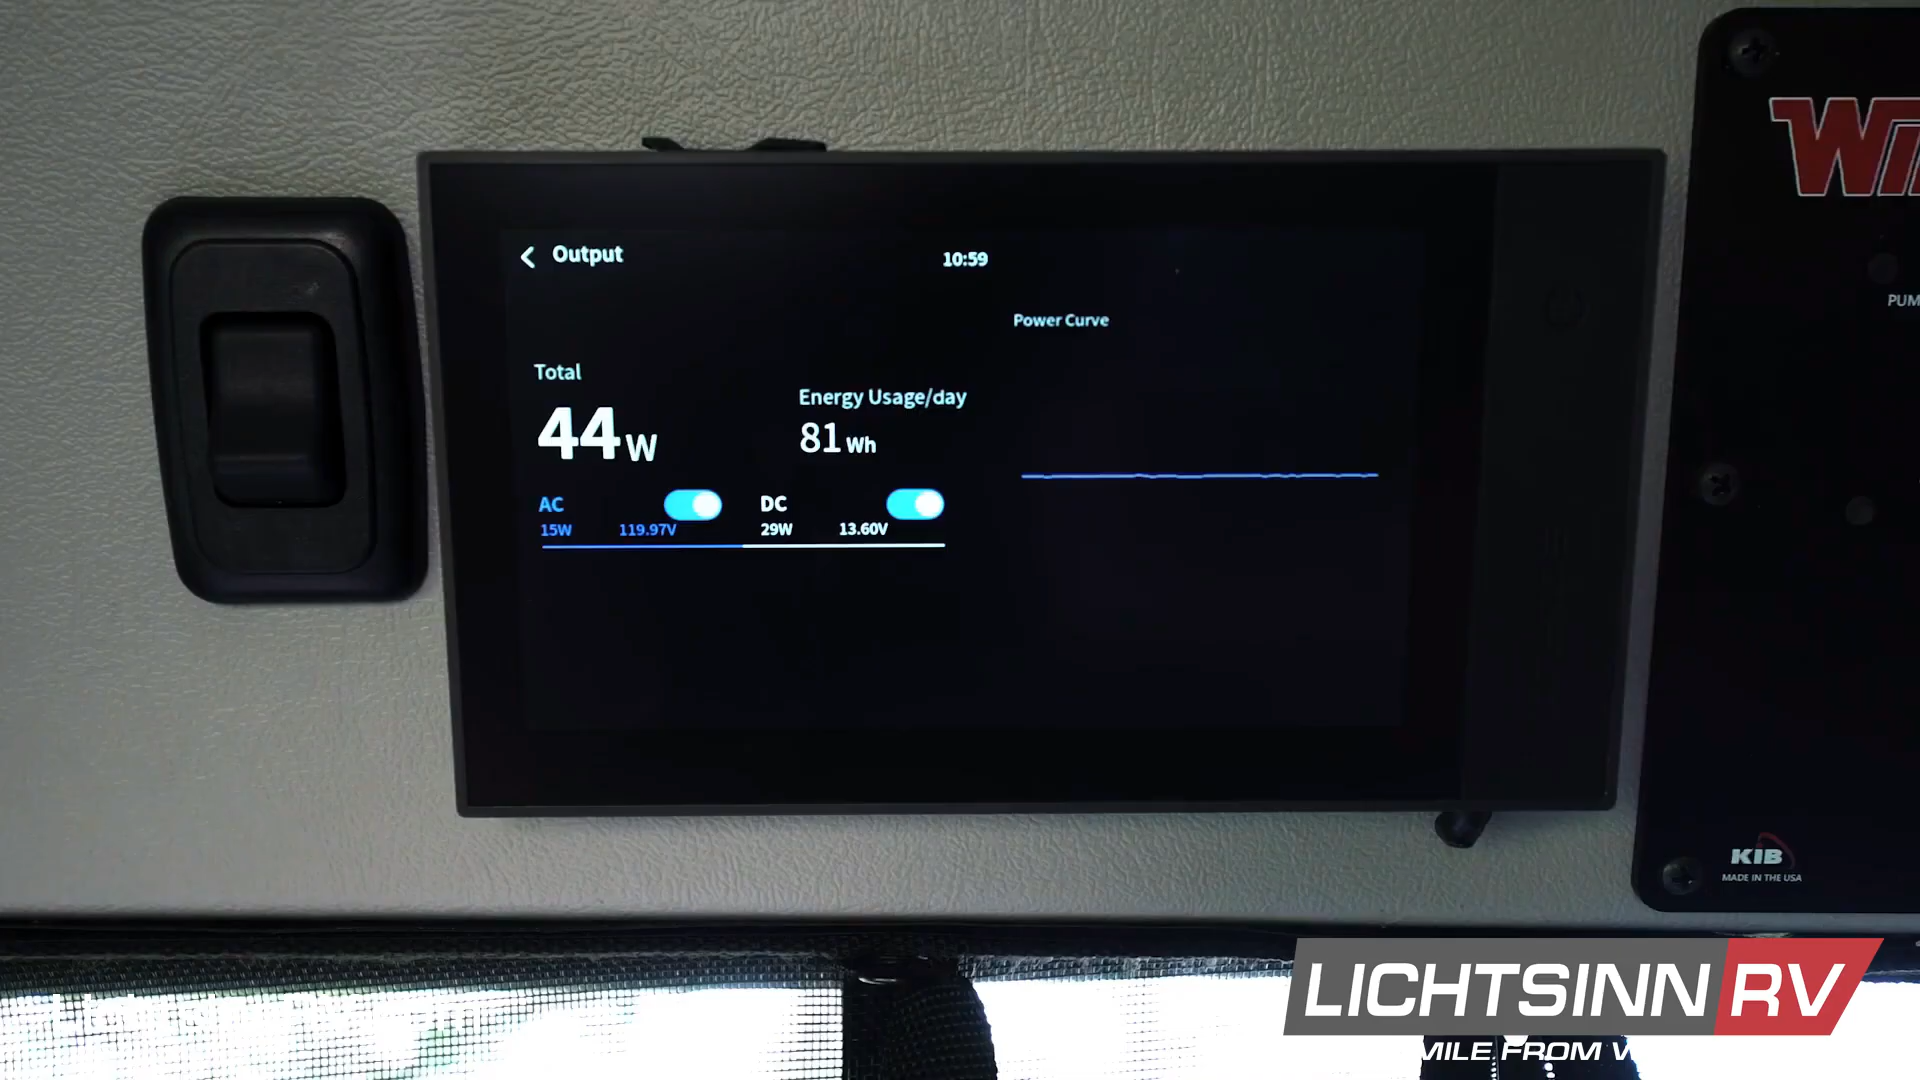 Output
10:59
Power Curve
Total
44 W
Energy Usage/day
81 Wh
AC
15W 119.97V
DC
29W 13.60V
KIB
MADE IN THE USA
LICHTSINN RV
MILE FROM